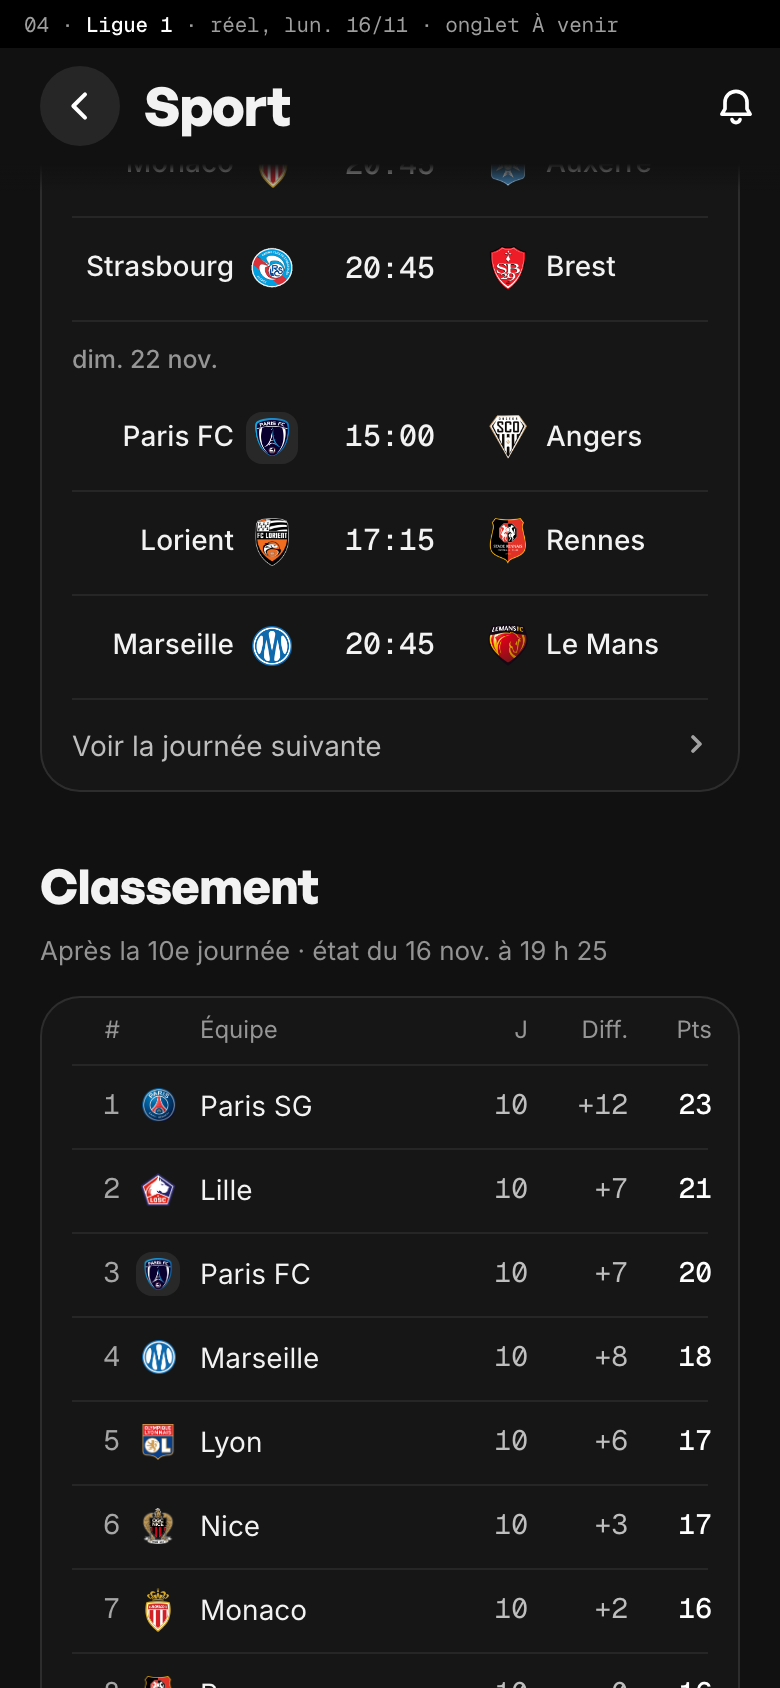 04 · Ligue 1 · réel, lun. 16/11 · onglet À venir
Sport
Monaco 20:45 Auxerre
Strasbourg 20:45 Brest
dim. 22 nov.
Paris FC 15:00 Angers
Lorient 17:15 Rennes
Marseille 20:45 Le Mans
Voir la journée suivante
Classement
Après la 10e journée · état du 16 nov. à 19 h 25
# Équipe J Diff. Pts
1 Paris SG 10 +12 23
2 Lille 10 +7 21
3 Paris FC 10 +7 20
4 Marseille 10 +8 18
5 Lyon 10 +6 17
6 Nice 10 +3 17
7 Monaco 10 +2 16